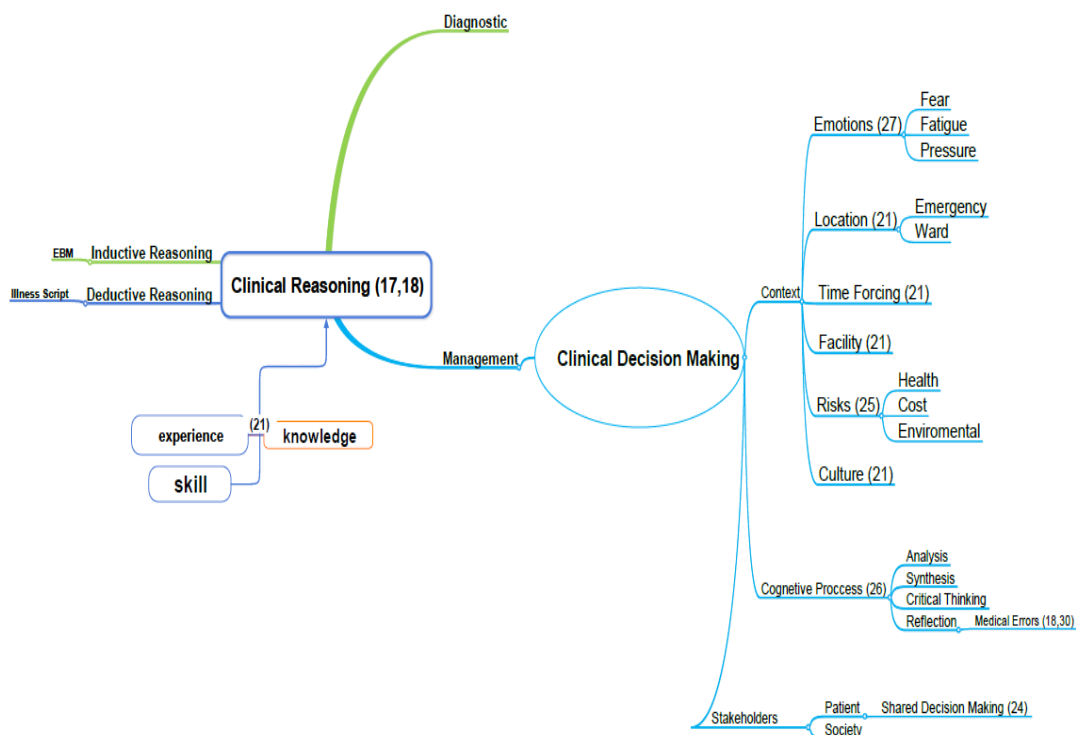 Diagnostic
EBM
Inductive Reasoning
Illness Script
Deductive Reasoning
Clinical Reasoning (17,18)
Management
experience
(21)
knowledge
skill
Clinical Decision Making
Context
Emotions (27)
Fear
Fatigue
Pressure
Location (21)
Emergency
Ward
Time Forcing (21)
Facility (21)
Risks (25)
Health
Cost
Enviromental
Culture (21)
Cognetive Proccess (26)
Analysis
Synthesis
Critical Thinking
Reflection
Medical Errors (18,30)
Stakeholders
Patient
Shared Decision Making (24)
Society